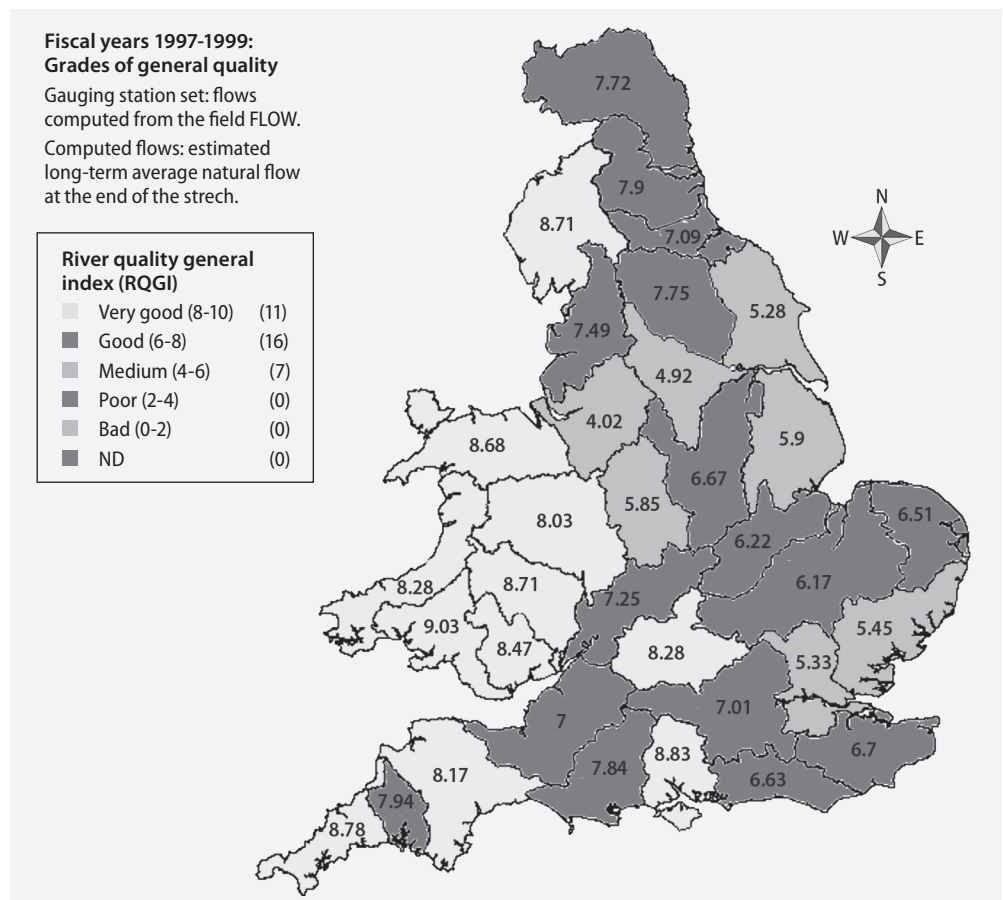 Fiscal years 1997-1999:
Grades of general quality
Gauging station set: flows
computed from the field FLOW.
Computed flows: estimated
long-term average natural flow
at the end of the strech.
River quality general
index (RQGI)
Very good (8-10) (11)
Good (6-8) (16)
Medium (4-6) (7)
Poor (2-4) (0)
Bad (0-2) (0)
ND (0)
N
W E
S
7.72
7.9
8.71
7.09
7.75
5.28
7.49
4.92
4.02
5.9
8.68
6.67
5.85
8.03
6.51
6.22
6.17
8.28
8.71
7.25
9.03
5.45
8.47
8.28
5.33
7.01
7
6.7
8.83
7.84
8.17
6.63
7.94
8.78